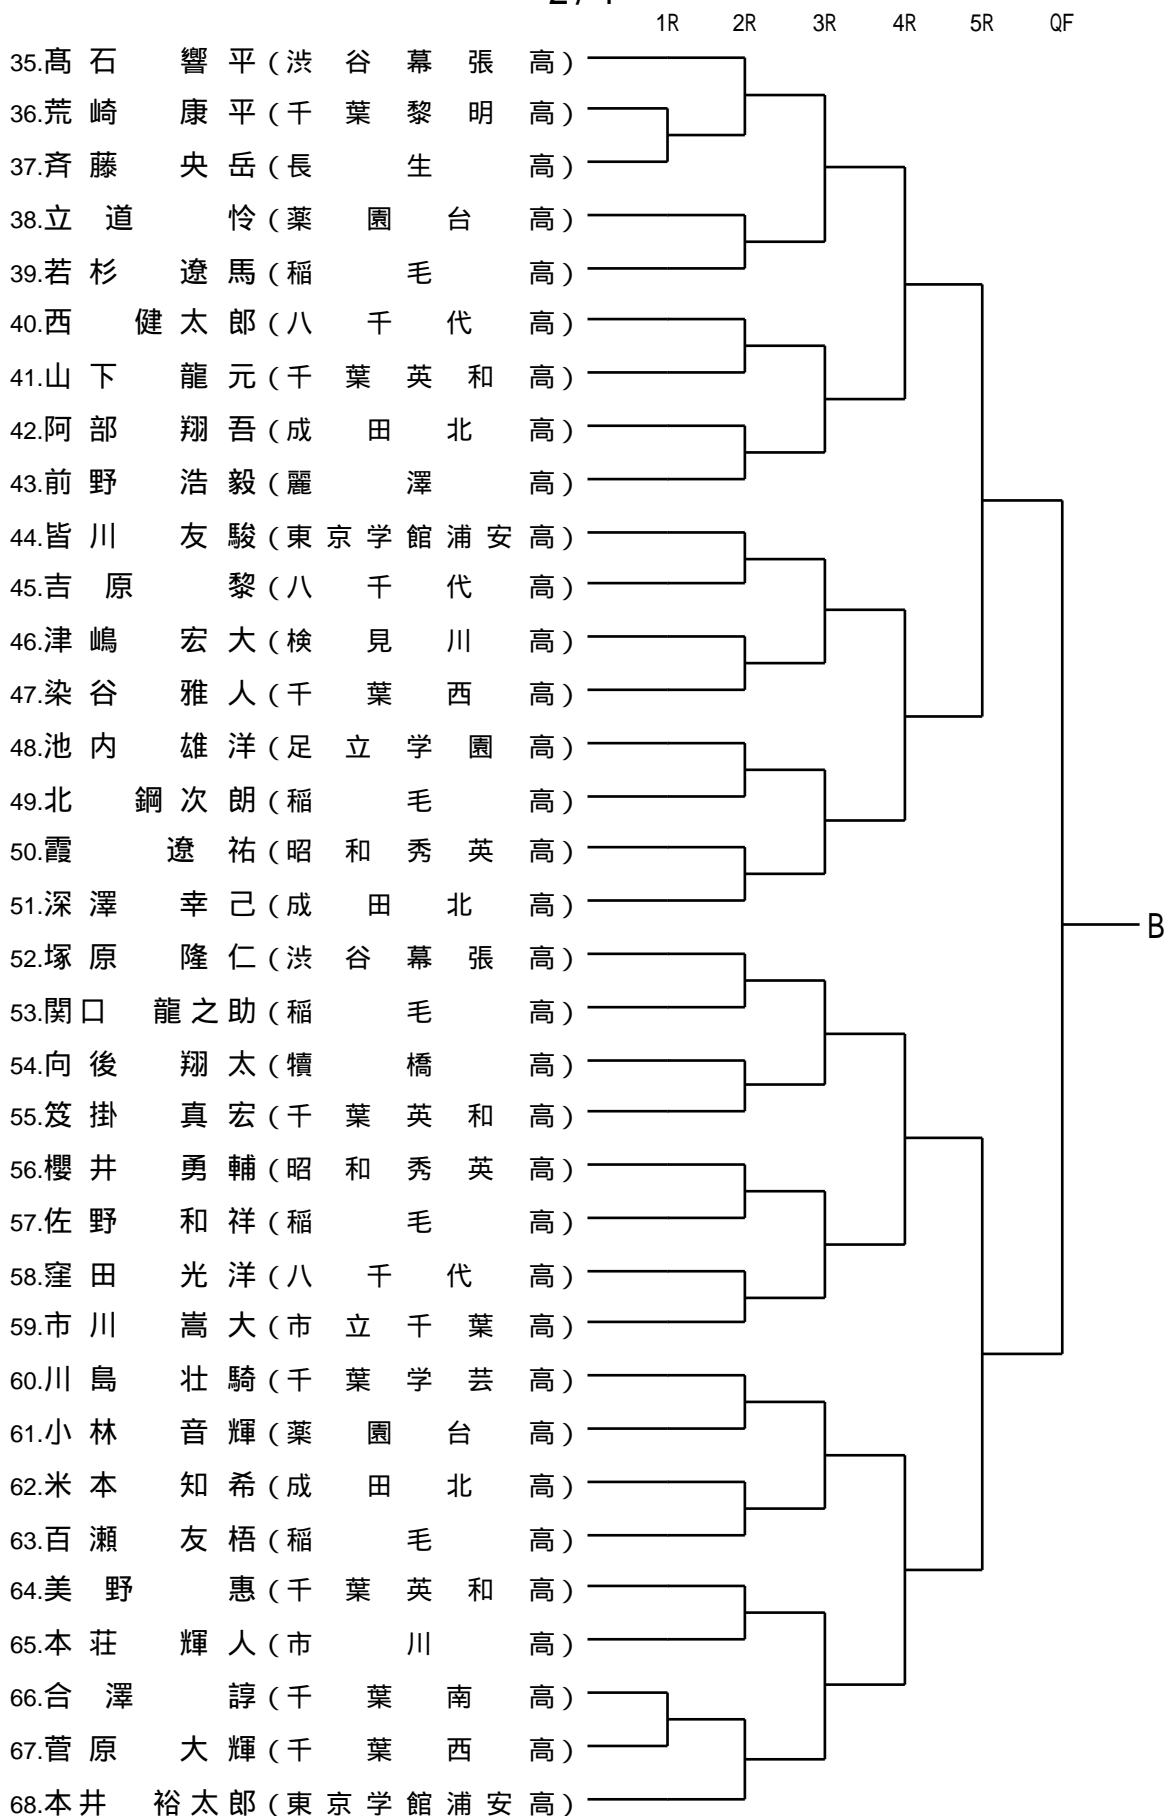 1R 2R 3R 4R 5R QF
35.髙石 響平(渋谷幕張高)
36.荒崎 康平(千葉黎明高)
37.斉藤 央岳(長生高)
38.立道 怜(薬園台高)
39.若杉 遼馬(稲毛高)
40.西 健太郎(八千代高)
41.山下 龍元(千葉英和高)
42.阿部 翔吾(成田北高)
43.前野 浩毅(麗澤高)
44.皆川 友駿(東京学館浦安高)
45.吉原 黎(八千代高)
46.津嶋 宏大(検見川高)
47.染谷 雅人(千葉西高)
48.池内 雄洋(足立学園高)
49.北 鋼次朗(稲毛高)
50.霞 遼祐(昭和秀英高)
51.深澤 幸己(成田北高)
B
52.塚原 隆仁(渋谷幕張高)
53.関口 龍之助(稲毛高)
54.向後 翔太(犢橋高)
55.笈掛 真宏(千葉英和高)
56.櫻井 勇輔(昭和秀英高)
57.佐野 和祥(稲毛高)
58.窪田 光洋(八千代高)
59.市川 嵩大(市立千葉高)
60.川島 壮騎(千葉学芸高)
61.小林 音輝(薬園台高)
62.米本 知希(成田北高)
63.百瀬 友梧(稲毛高)
64.美野 惠(千葉英和高)
65.本荘 輝人(市川高)
66.合澤 諄(千葉南高)
67.菅原 大輝(千葉西高)
68.本井 裕太郎(東京学館浦安高)